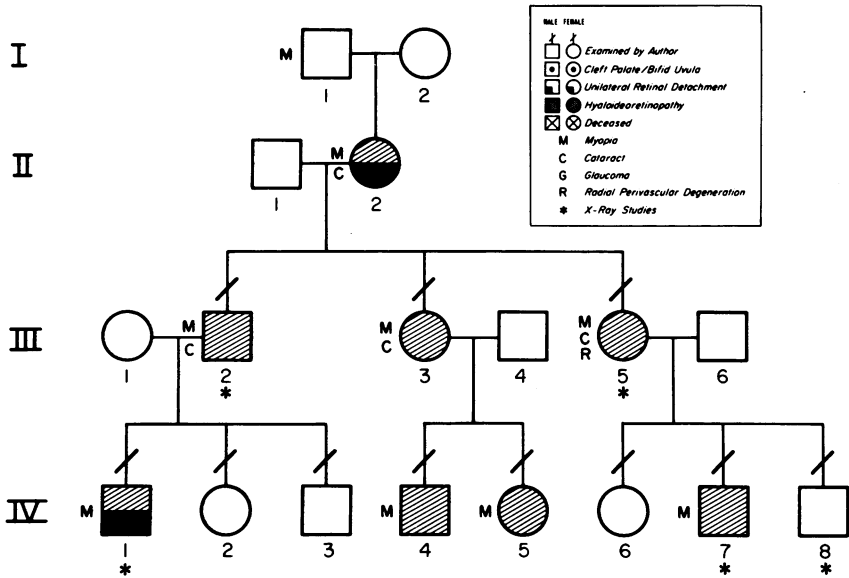 MALE FEMALE
Examined by Author
Cleft Palate/Bifid Uvula
Unilateral Retinal Detachment
Hyaloideoretinopathy
Deceased
M Myopia
C Cataract
G Glaucoma
R Radial Perivascular Degeneration
* X-Ray Studies
I
M
1 2
II
M
C
1 2
III
M
C
M
C
M
C
R
1 2 3 4 5 6
* *
IV
M M M M
1 2 3 4 5 6 7 8
* * *